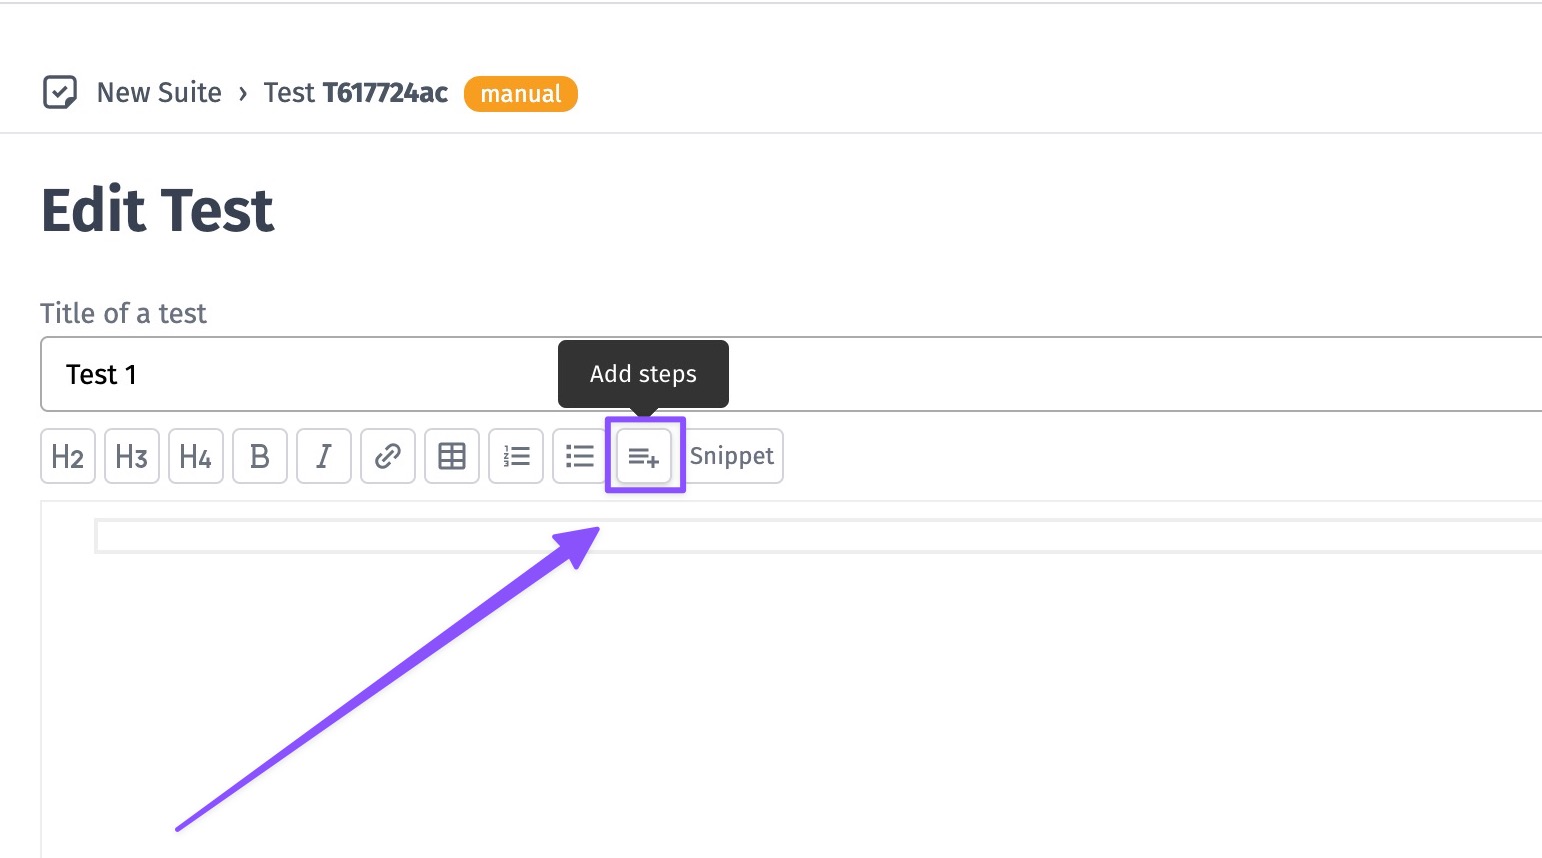 New Suite › Test T617724ac manual
Edit Test
Title of a test
Test 1
Add steps
H2 H3 H4 B I Snippet